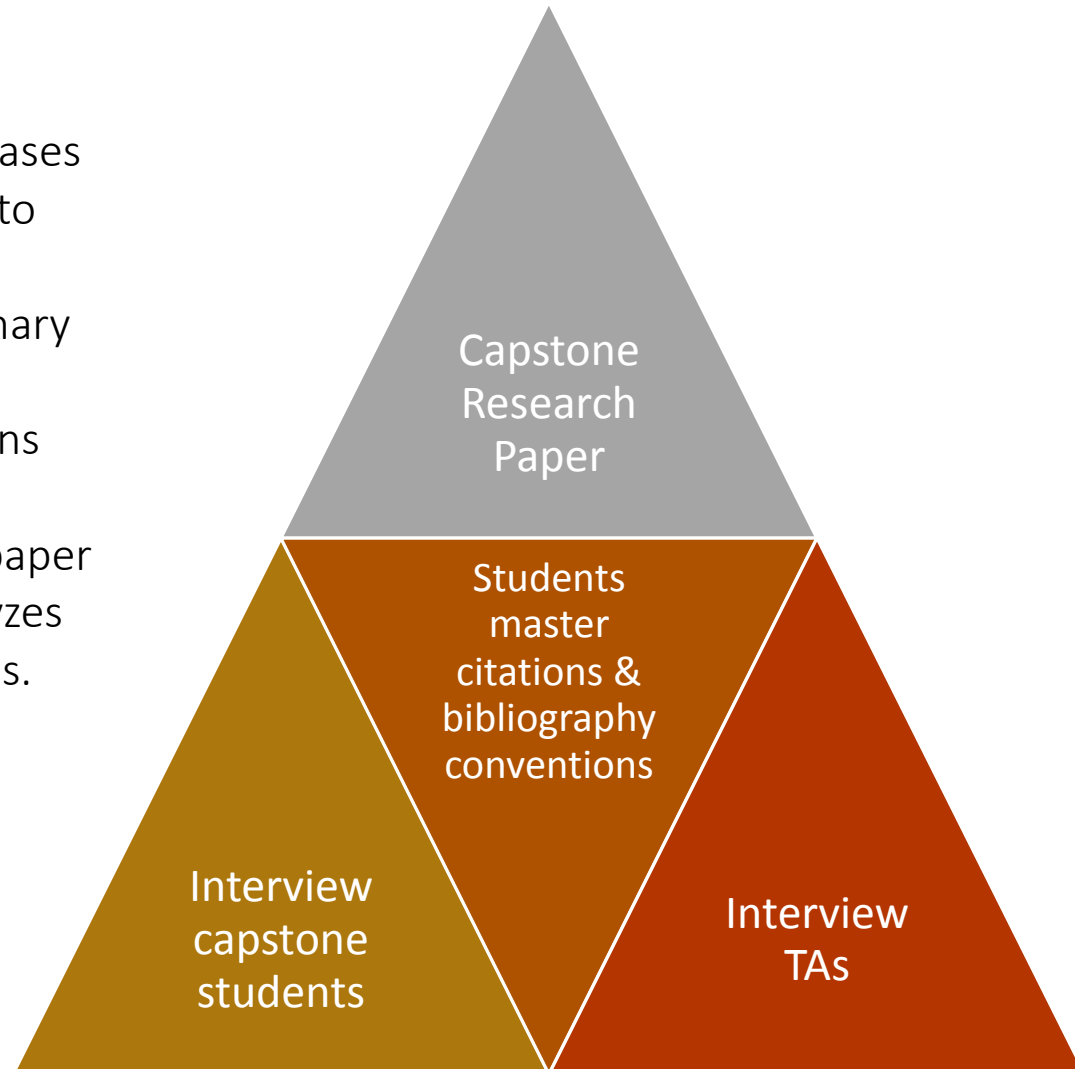 ases
to
nary
ns
paper
yzes
s.
Capstone
Research
Paper
Students
master
citations &
bibliography
conventions
Interview
capstone
students
Interview
TAs